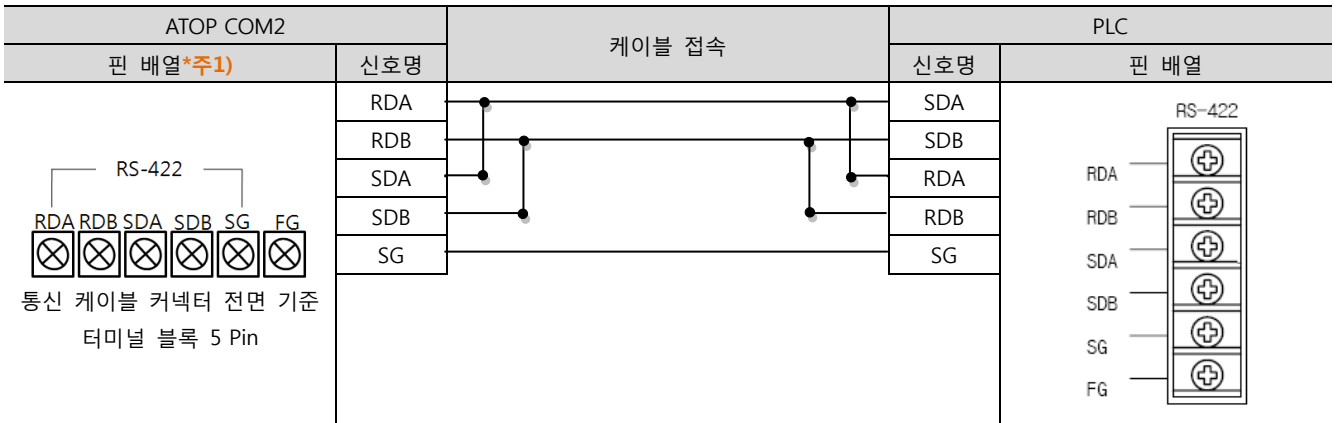 ATOP COM2 케이블 접속 PLC
핀 배열*주1) 신호명 신호명 핀 배열
RDA SDA
RDB SDB
SDA RDA
SDB RDB
SG SG
RS-422
RDA RDB SDA SDB SG FG
통신 케이블 커넥터 전면 기준
터미널 블록 5 Pin
RS-422
RDA
RDB
SDA
SDB
SG
FG